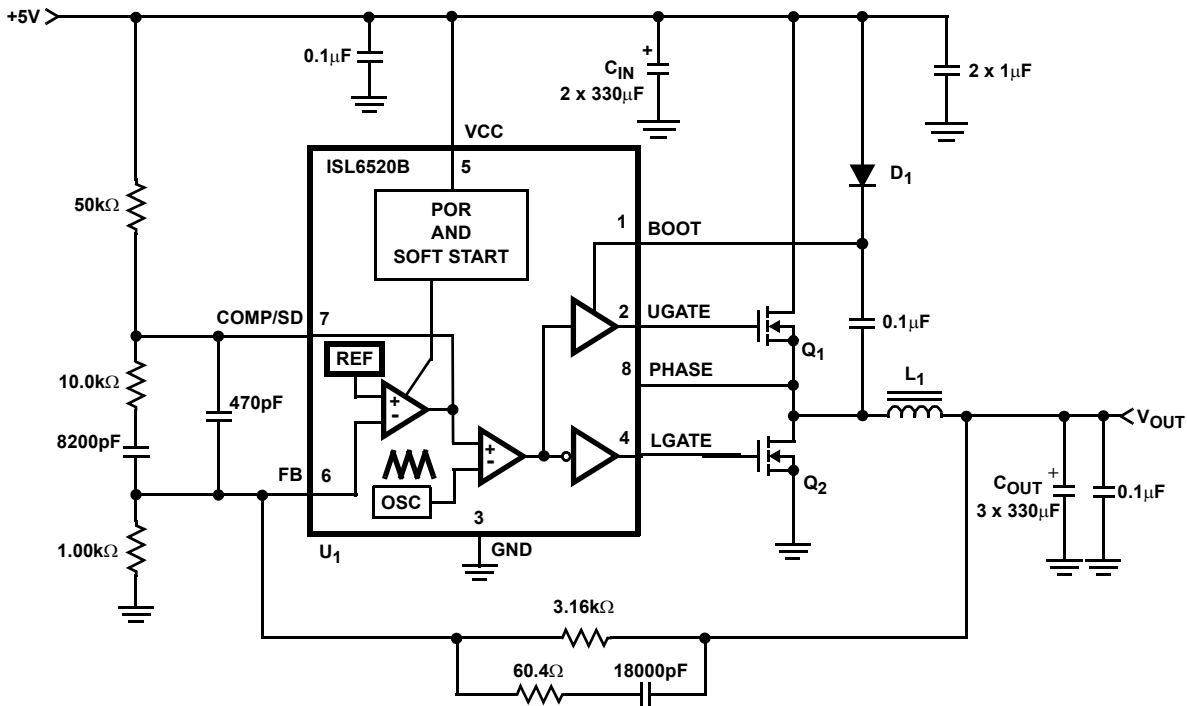 +5V
0.1μF
C_IN
2 x 330μF
2 x 1μF
VCC
ISL6520B
5
D_1
50kΩ
POR
AND
SOFT START
1
BOOT
COMP/SD
7
2
UGATE
0.1μF
Q_1
REF
+
-
8
PHASE
L_1
10.0kΩ
470pF
8200pF
+
-
4
LGATE
V_OUT
FB
6
OSC
Q_2
C_OUT
+
3 x 330μF
0.1μF
3
GND
1.00kΩ
U_1
3.16kΩ
60.4Ω
18000pF
+